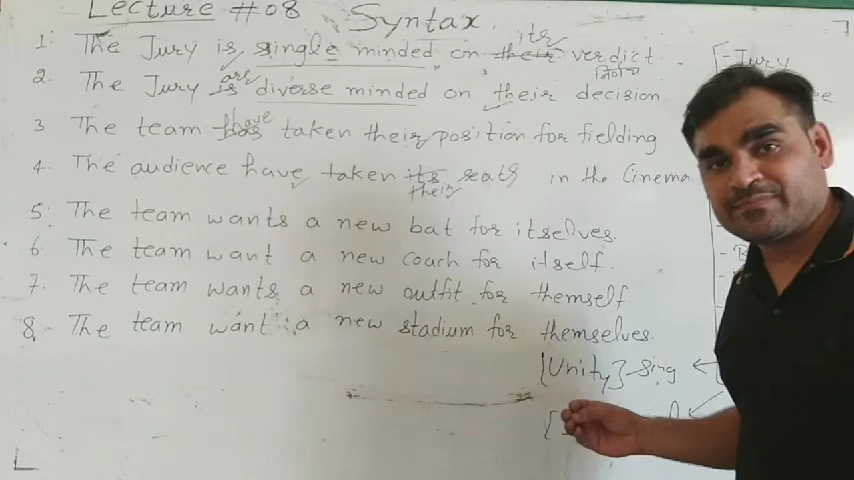 Lecture #08 Syntax
its
1. The Jury is single minded on their verdict - [- Jury
निर्णय
are
2. The Jury is diverse minded on their decision
have
3 The team has taken their position for fielding
4. The audience have taken its seats in the Cinema
their
5. The team wants a new bat for itselves.
6. The team want a new coach for itself.
7. The team wants a new outfit for themself
8. The team want a new stadium for themselves.
[Unity] - Sing